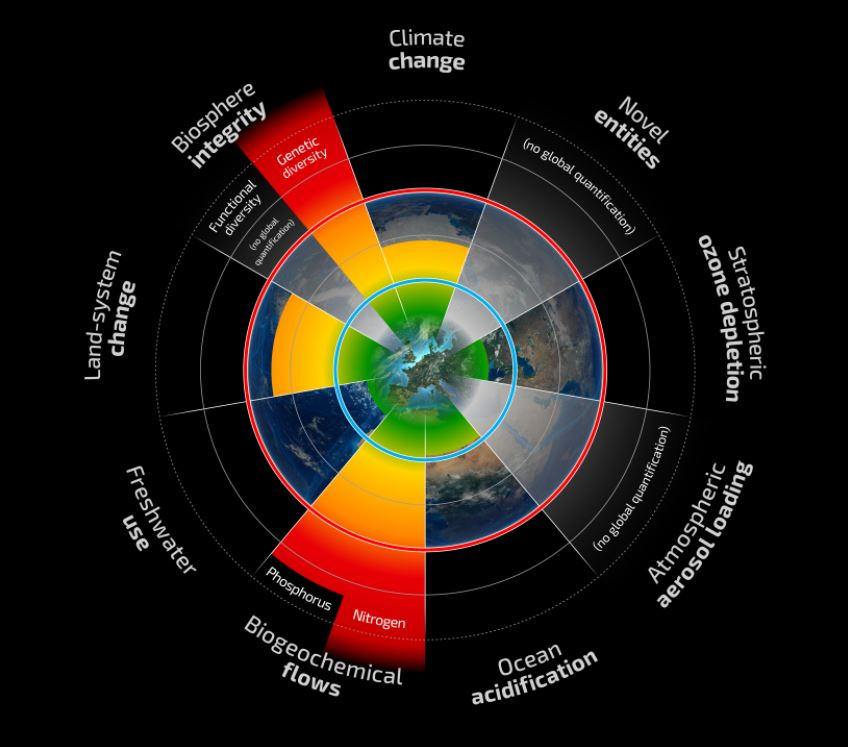 Climate
change
Novel
entities
(no global quantification)
Stratospheric
ozone depletion
Atmospheric
aerosol loading
(no global quantification)
Ocean
acidification
Biogeochemical
flows
Phosphorus
Nitrogen
Freshwater
use
Land-system
change
Biosphere
integrity
Genetic
diversity
Functional
diversity
(no global
quantification)